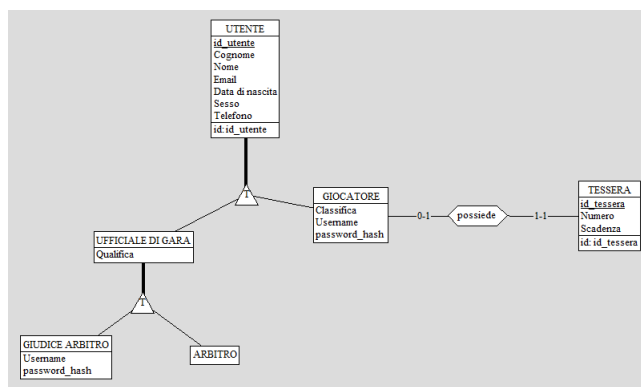 UTENTE
id_utente
Cognome
Nome
Email
Data di nascita
Sesso
Telefono
id: id_utente
T
GIOCATORE
Classifica
Username
password_hash
0-1
possiede
1-1
TESSERA
id_tessera
Numero
Scadenza
id: id_tessera
UFFICIALE DI GARA
Qualifica
T
GIUDICE ARBITRO
Username
password_hash
ARBITRO